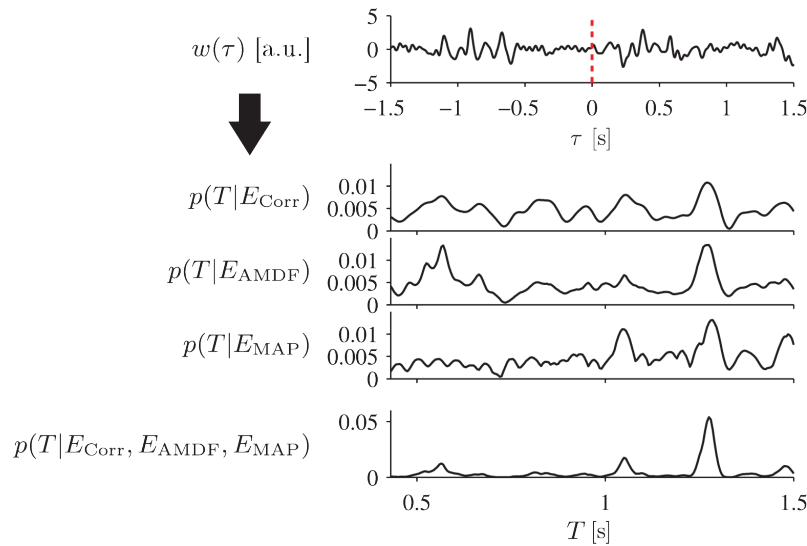 w(τ) [a.u.]
5
0
−5
−1.5 −1 −0.5 0 0.5 1 1.5
τ [s]
p(T|E_Corr)
0.01
0.005
0
p(T|E_AMDF)
0.01
0.005
0
p(T|E_MAP)
0.01
0.005
0
p(T|E_Corr, E_AMDF, E_MAP)
0.05
0
0.5 1 1.5
T [s]